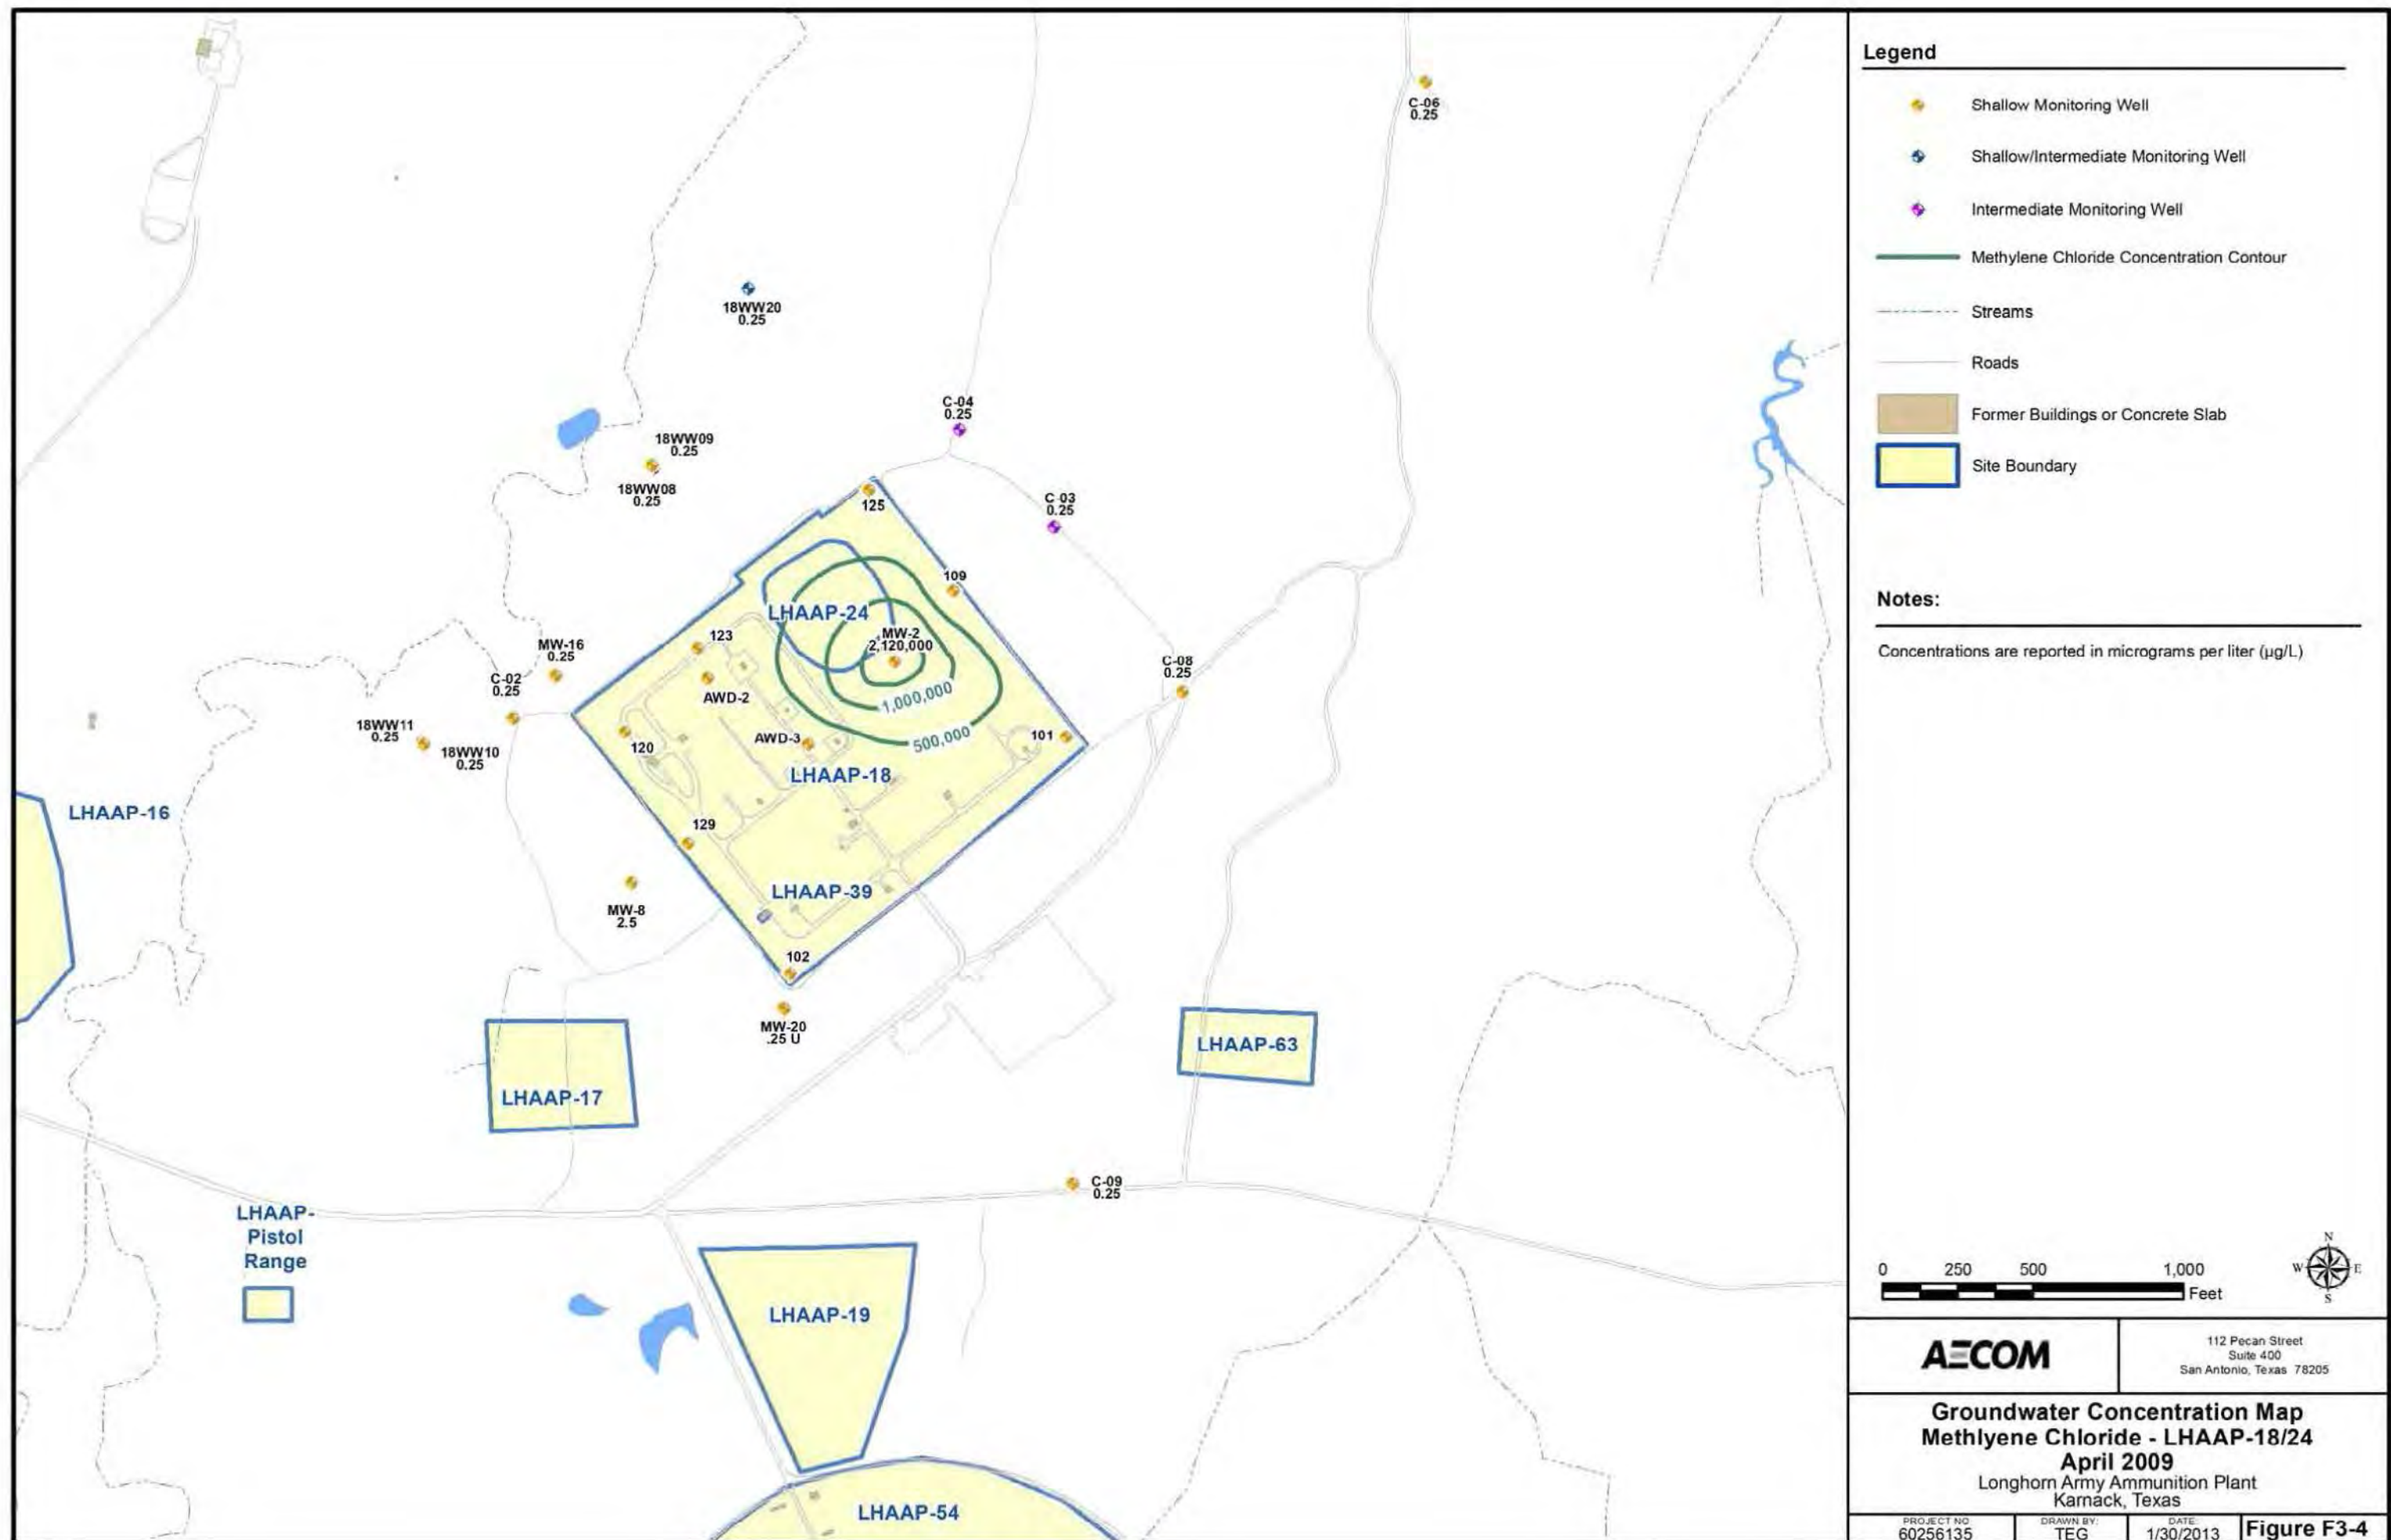 C-06
0.25
18WW20
0.25
C-04
0.25
18WW09
0.25
18WW08
0.25
C-03
0.25
125
109
LHAAP-24
MW-2
2,120,000
123
MW-16
0.25
C-02
0.25
C-08
0.25
AWD-2
1,000,000
18WW11
0.25
18WW10
0.25
120
AWD-3
500,000
101
LHAAP-18
LHAAP-16
129
LHAAP-39
MW-8
2.5
102
MW-20
.25 U
LHAAP-63
LHAAP-17
C-09
0.25
LHAAP-
Pistol
Range
LHAAP-19
LHAAP-54
Legend
Shallow Monitoring Well
Shallow/Intermediate Monitoring Well
Intermediate Monitoring Well
Methylene Chloride Concentration Contour
Streams
Roads
Former Buildings or Concrete Slab
Site Boundary
Notes:
Concentrations are reported in micrograms per liter (µg/L)
0 250 500 1,000
Feet
N
W E
S
AECOM
112 Pecan Street
Suite 400
San Antonio, Texas 78205
Groundwater Concentration Map
Methlyene Chloride - LHAAP-18/24
April 2009
Longhorn Army Ammunition Plant
Karnack, Texas
PROJECT NO
60256135
DRAWN BY:
TEG
DATE:
1/30/2013
Figure F3-4